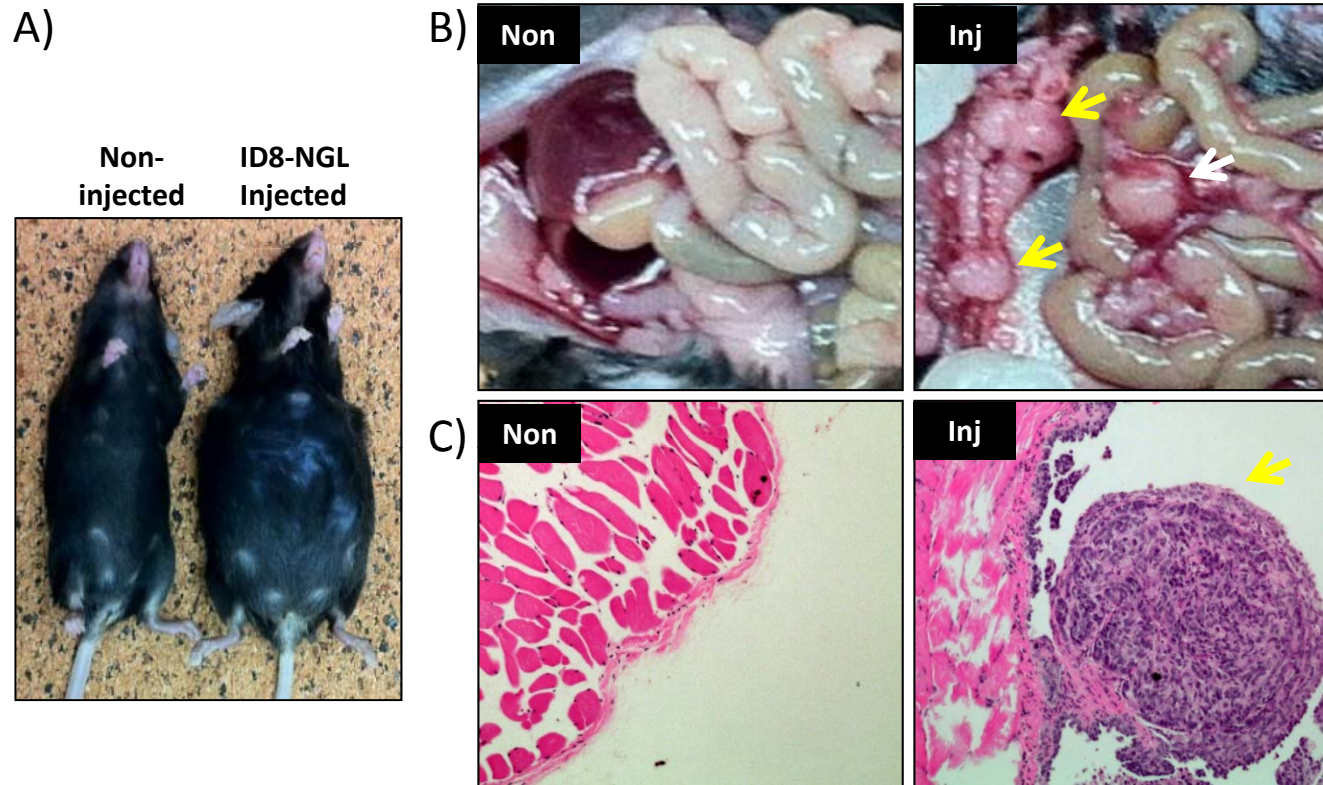 A)
Non-
injected
ID8-NGL
Injected
B)
Non
Inj
C)
Non
Inj